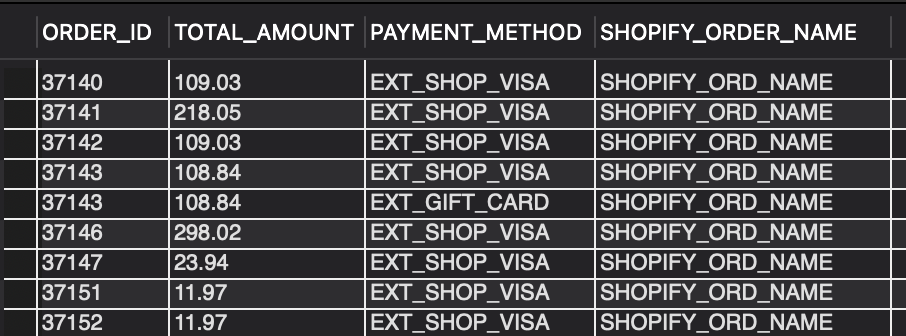 ORDER_ID TOTAL_AMOUNT PAYMENT_METHOD SHOPIFY_ORDER_NAME
37140 109.03 EXT_SHOP_VISA SHOPIFY_ORD_NAME
37141 218.05 EXT_SHOP_VISA SHOPIFY_ORD_NAME
37142 109.03 EXT_SHOP_VISA SHOPIFY_ORD_NAME
37143 108.84 EXT_SHOP_VISA SHOPIFY_ORD_NAME
37143 108.84 EXT_GIFT_CARD SHOPIFY_ORD_NAME
37146 298.02 EXT_SHOP_VISA SHOPIFY_ORD_NAME
37147 23.94 EXT_SHOP_VISA SHOPIFY_ORD_NAME
37151 11.97 EXT_SHOP_VISA SHOPIFY_ORD_NAME
37152 11.97 EXT_SHOP_VISA SHOPIFY_ORD_NAME